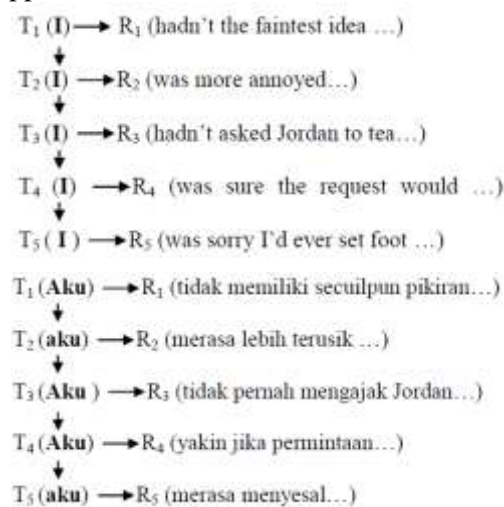 T₁ (I) → R₁ (hadn't the faintest idea …)
T₂ (I) → R₂ (was more annoyed…)
T₃ (I) → R₃ (hadn't asked Jordan to tea…)
T₄ (I) → R₄ (was sure the request would …)
T₅ ( I ) → R₅ (was sorry I'd ever set foot …)
T₁ (Aku) → R₁ (tidak memiliki secuilpun pikiran…)
T₂ (aku) → R₂ (merasa lebih terusik …)
T₃ (Aku ) → R₃ (tidak pernah mengajak Jordan…)
T₄ (Aku) → R₄ (yakin jika permintaan…)
T₅ (aku) → R₅ (merasa menyesal…)